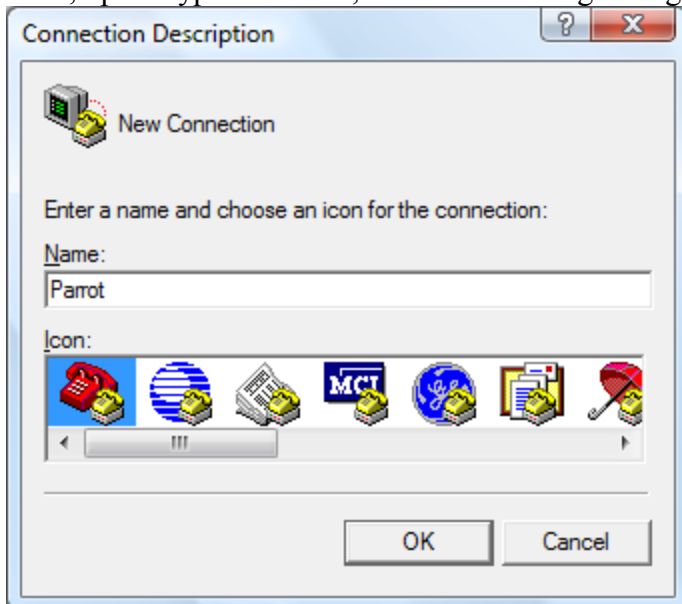 Connection Description
New Connection
Enter a name and choose an icon for the connection:
Name:
Parrot
Icon:
MCI
OK
Cancel